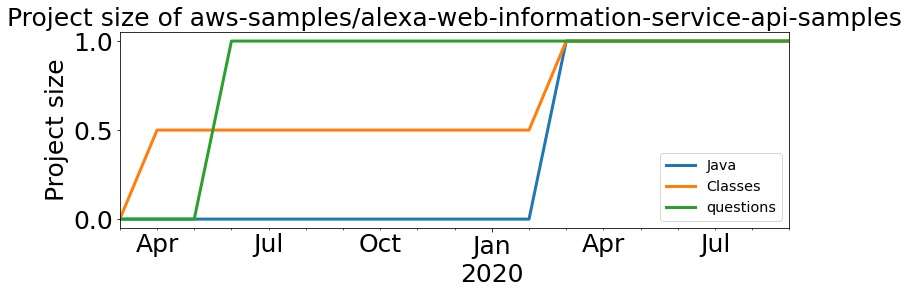 Project size of aws-samples/alexa-web-information-service-api-samples
Project size
1.0
0.5
0.0
Apr Jul Oct Jan Apr Jul
2020
Java
Classes
questions